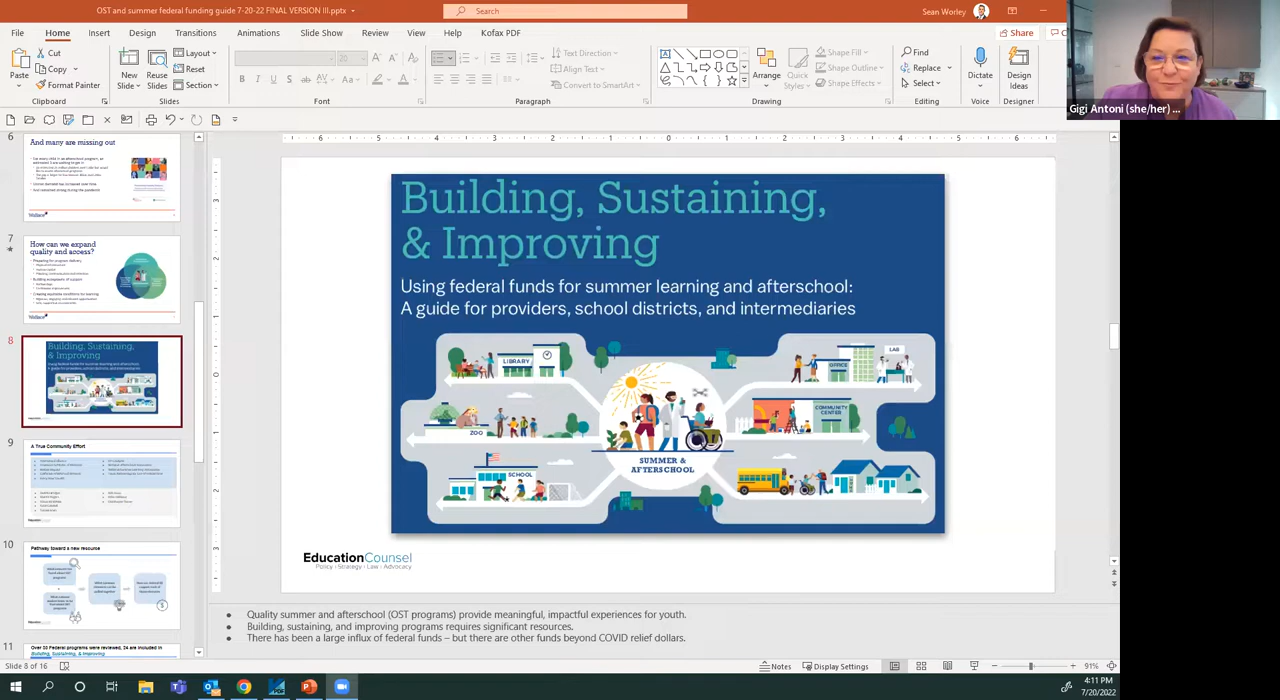 OST and summer federal funding guide 7-20-22 FINAL VERSION III.pptx
Search
Sean Worley
File Home Insert Design Transitions Animations Slide Show Review View Help Kofax PDF Share
Paste
Cut
Copy
Format Painter
Clipboard
New Slides
Reuse Slides
Layout
Reset
Section
Slides
Font
Text Direction
Align Text
Convert to SmartArt
Paragraph
Arrange
Quick Styles
Shape Fill
Shape Outline
Shape Effects
Drawing
Find
Replace
Select
Editing
Dictate
Voice
Design Ideas
Designer
Gigi Antoni (she/her) ...
6
And many are missing out
Wallace
7
How can we expand
quality and access?
Wallace
8
Building, Sustaining,
& Improving
9
A True Community Effort
10
Pathway toward a new resource
11
Building, Sustaining, and Improving
Building, Sustaining,
& Improving
Using federal funds for summer learning and afterschool:
A guide for providers, school districts, and intermediaries
LIBRARY
ZOO
SCHOOL
SUMMER &
AFTERSCHOOL
LAB
OFFICE
COMMUNITY
CENTER
EducationCounsel
Policy • Strategy • Law • Advocacy
• Quality summer and afterschool (OST programs) provide meaningful, impactful experiences for youth.
• Building, sustaining, and improving programs requires significant resources.
• There has been a large influx of federal funds – but there are other funds beyond COVID relief dollars.
Slide 8 of 16
Notes
Display Settings
91%
4:11 PM
7/20/2022